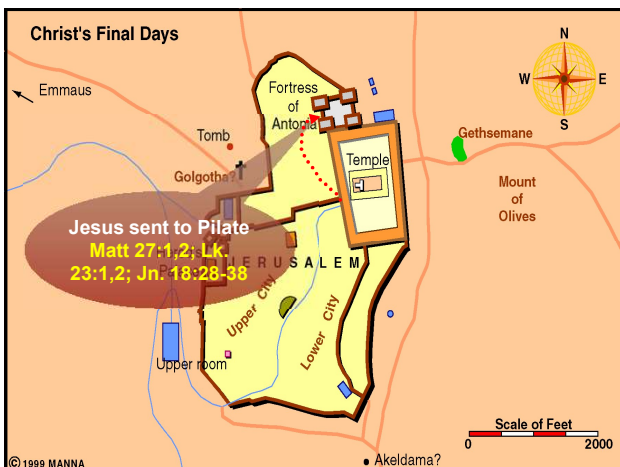 Christ's Final Days
N
W
E
S
Emmaus
Fortress
of
Antonia
Tomb
Golgotha?
Gethsemane
Temple
Mount
of
Olives
Jesus sent to Pilate
Matt 27:1,2; Lk.
23:1,2; Jn. 18:28-38
JERUSALEM
Upper City
Lower City
Upper room
Scale of Feet
0
2000
Akeldama?
© 1999 MANNA